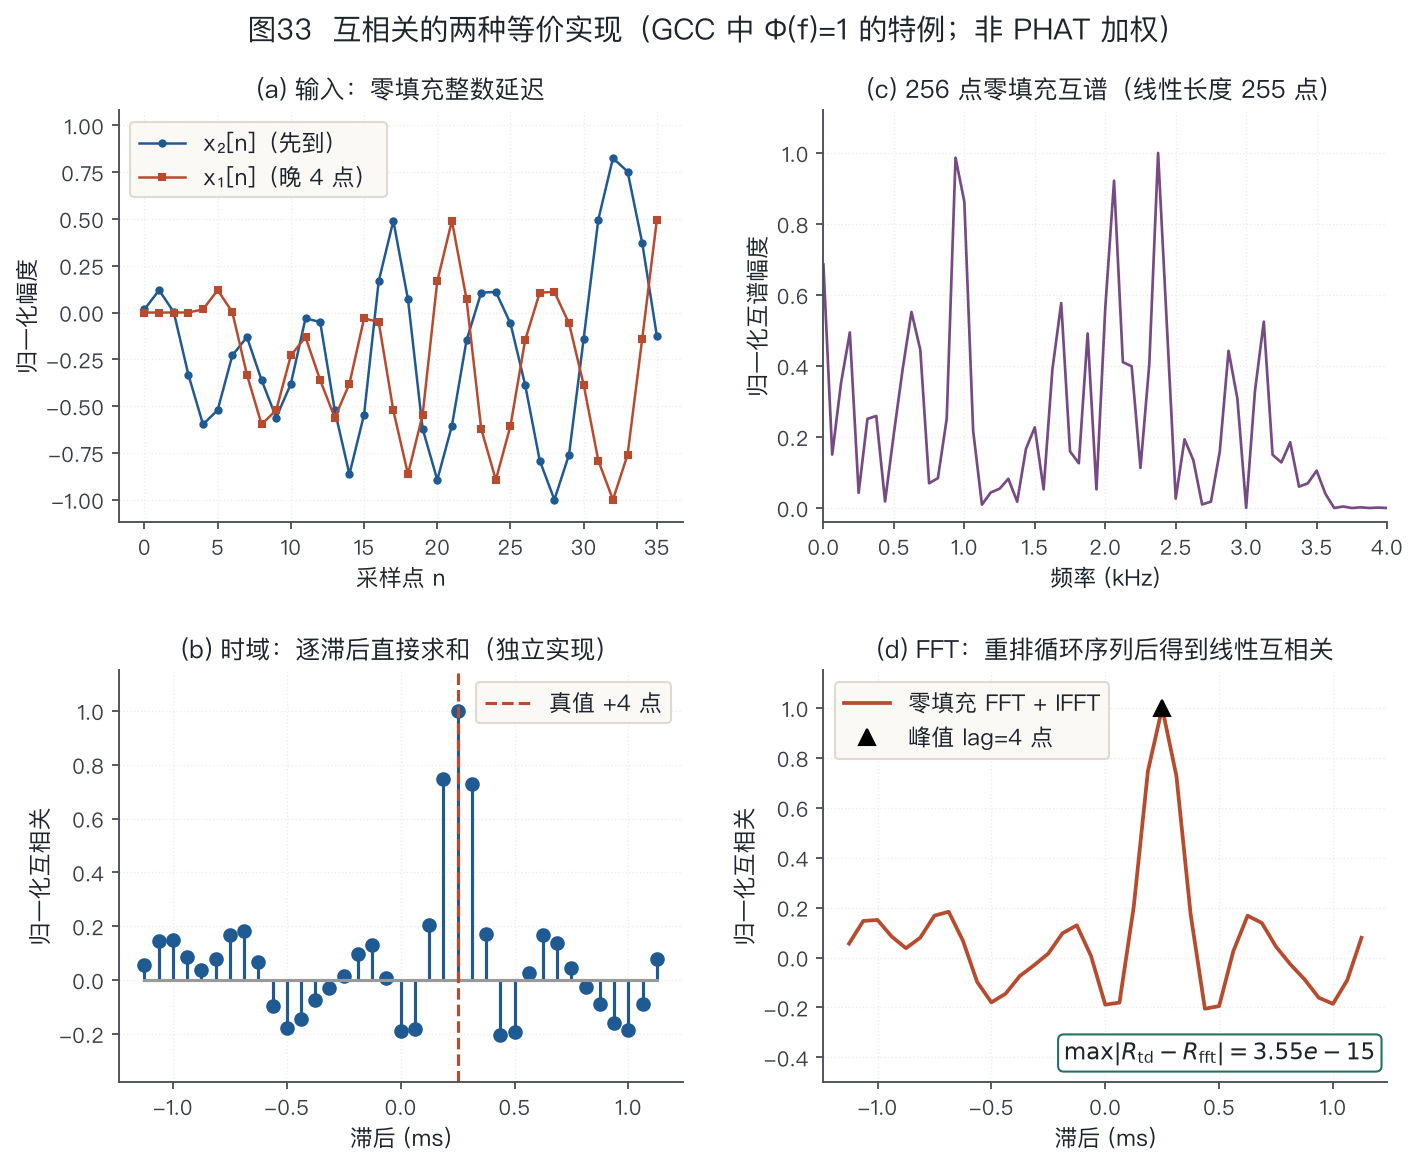 图33  互相关的两种等价实现（GCC 中 Φ(f)=1 的特例；非 PHAT 加权）
(a) 输入：零填充整数延迟
x₂[n]（先到）
x₁[n]（晚 4 点）
归一化幅度
1.00
0.75
0.50
0.25
0.00
−0.25
−0.50
−0.75
−1.00
0 5 10 15 20 25 30 35
采样点 n
(c) 256 点零填充互谱（线性长度 255 点）
归一化互谱幅度
1.0
0.8
0.6
0.4
0.2
0.0
0.0 0.5 1.0 1.5 2.0 2.5 3.0 3.5 4.0
频率 (kHz)
(b) 时域：逐滞后直接求和（独立实现）
真值 +4 点
归一化互相关
1.0
0.8
0.6
0.4
0.2
0.0
−0.2
−1.0 −0.5 0.0 0.5 1.0
滞后 (ms)
(d) FFT：重排循环序列后得到线性互相关
零填充 FFT + IFFT
峰值 lag=4 点
归一化互相关
1.0
0.8
0.6
0.4
0.2
0.0
−0.2
−0.4
max|R_td − R_fft| = 3.55e − 15
−1.0 −0.5 0.0 0.5 1.0
滞后 (ms)